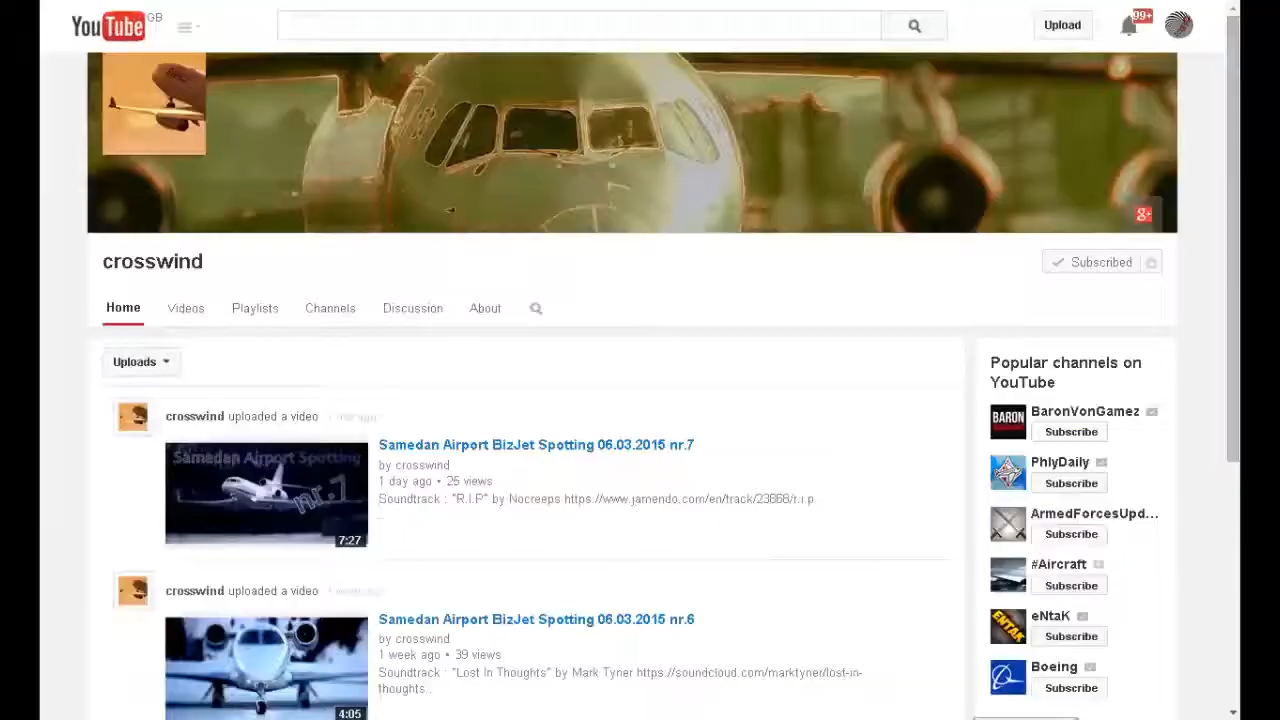 YouTube GB
Upload
99+
g+
crosswind
Subscribed
Home Videos Playlists Channels Discussion About
Uploads
crosswind uploaded a video
Samedan Airport Spotting
nr.7
7:27
Samedan Airport BizJet Spotting 06.03.2015 nr.7
by crosswind
1 day ago • 25 views
Soundtrack : "R.I.P" by Nocreeps https://www.jamendo.com/en/track/23868/r.i.p
...
crosswind uploaded a video
4:05
Samedan Airport BizJet Spotting 06.03.2015 nr.6
by crosswind
1 week ago • 39 views
Soundtrack : "Lost In Thoughts" by Mark Tyner https://soundcloud.com/marktyner/lost-in-
thoughts..
Popular channels on
YouTube
BARON
BaronVonGamez
Subscribe
PhlyDaily
Subscribe
ArmedForcesUpd...
Subscribe
#Aircraft
Subscribe
ENTAK
eNtaK
Subscribe
Boeing
Subscribe